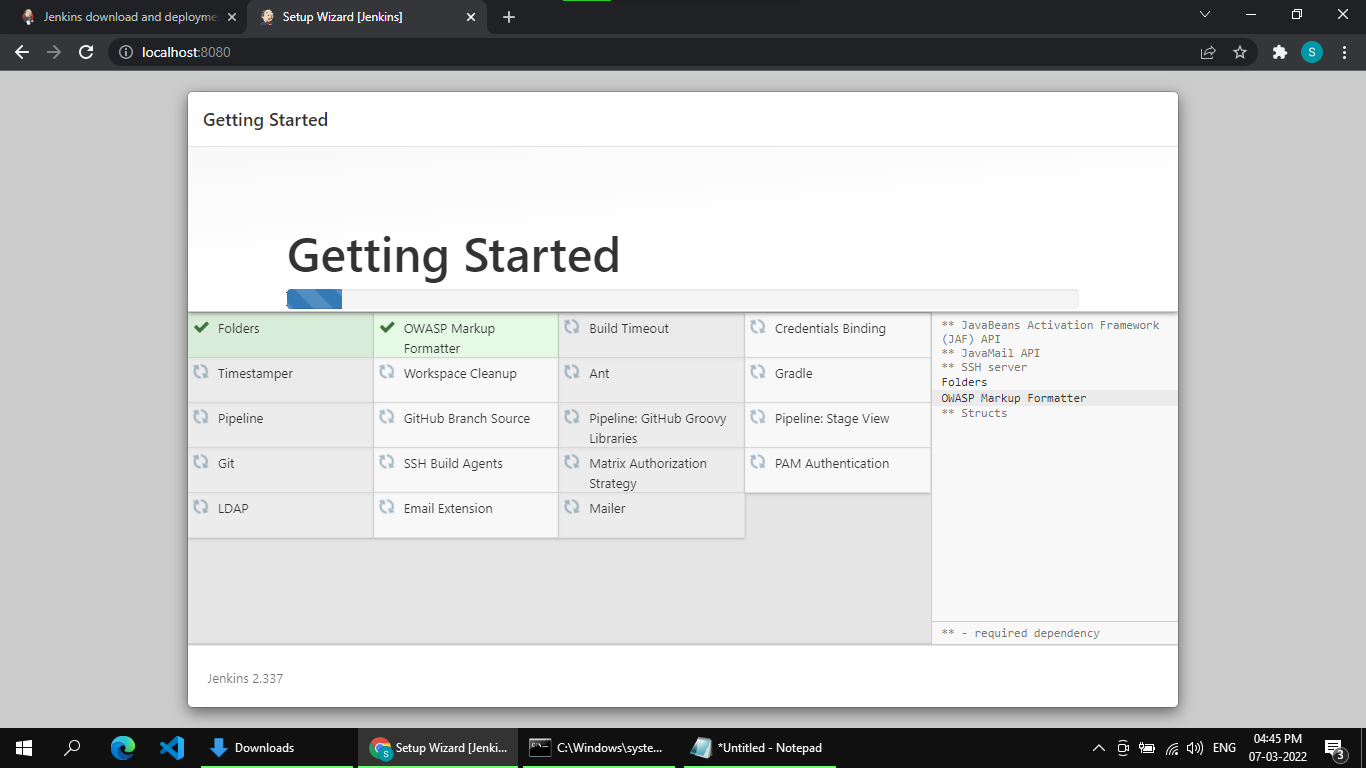 Jenkins download and deployme
Setup Wizard [Jenkins]
localhost:8080
S
Getting Started
Getting Started
Folders
OWASP Markup
Formatter
Build Timeout
Credentials Binding
Timestamper
Workspace Cleanup
Ant
Gradle
Pipeline
GitHub Branch Source
Pipeline: GitHub Groovy
Libraries
Pipeline: Stage View
Git
SSH Build Agents
Matrix Authorization
Strategy
PAM Authentication
LDAP
Email Extension
Mailer
** JavaBeans Activation Framework
(JAF) API
** JavaMail API
** SSH server
Folders
OWASP Markup Formatter
** Structs
** - required dependency
Jenkins 2.337
Downloads
S
Setup Wizard [Jenki...
C:\Windows\syste...
*Untitled - Notepad
ENG
04:45 PM
07-03-2022
3